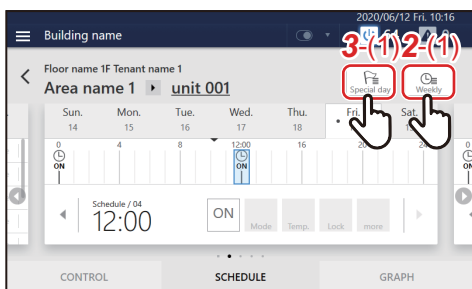 2020/06/12 Fri. 10:16
Building name
3-(1) 2-(1)
Floor name 1F Tenant name 1
Area name 1 unit 001
Special day Weekly
Sun. Mon. Tue. Wed. Thu. Fri. Sat.
14 15 16 17 18
0 4 8 12:00 16 20 24 0
ON ON ON
Schedule / 04
12:00 ON Mode Temp. Lock more
CONTROL SCHEDULE GRAPH